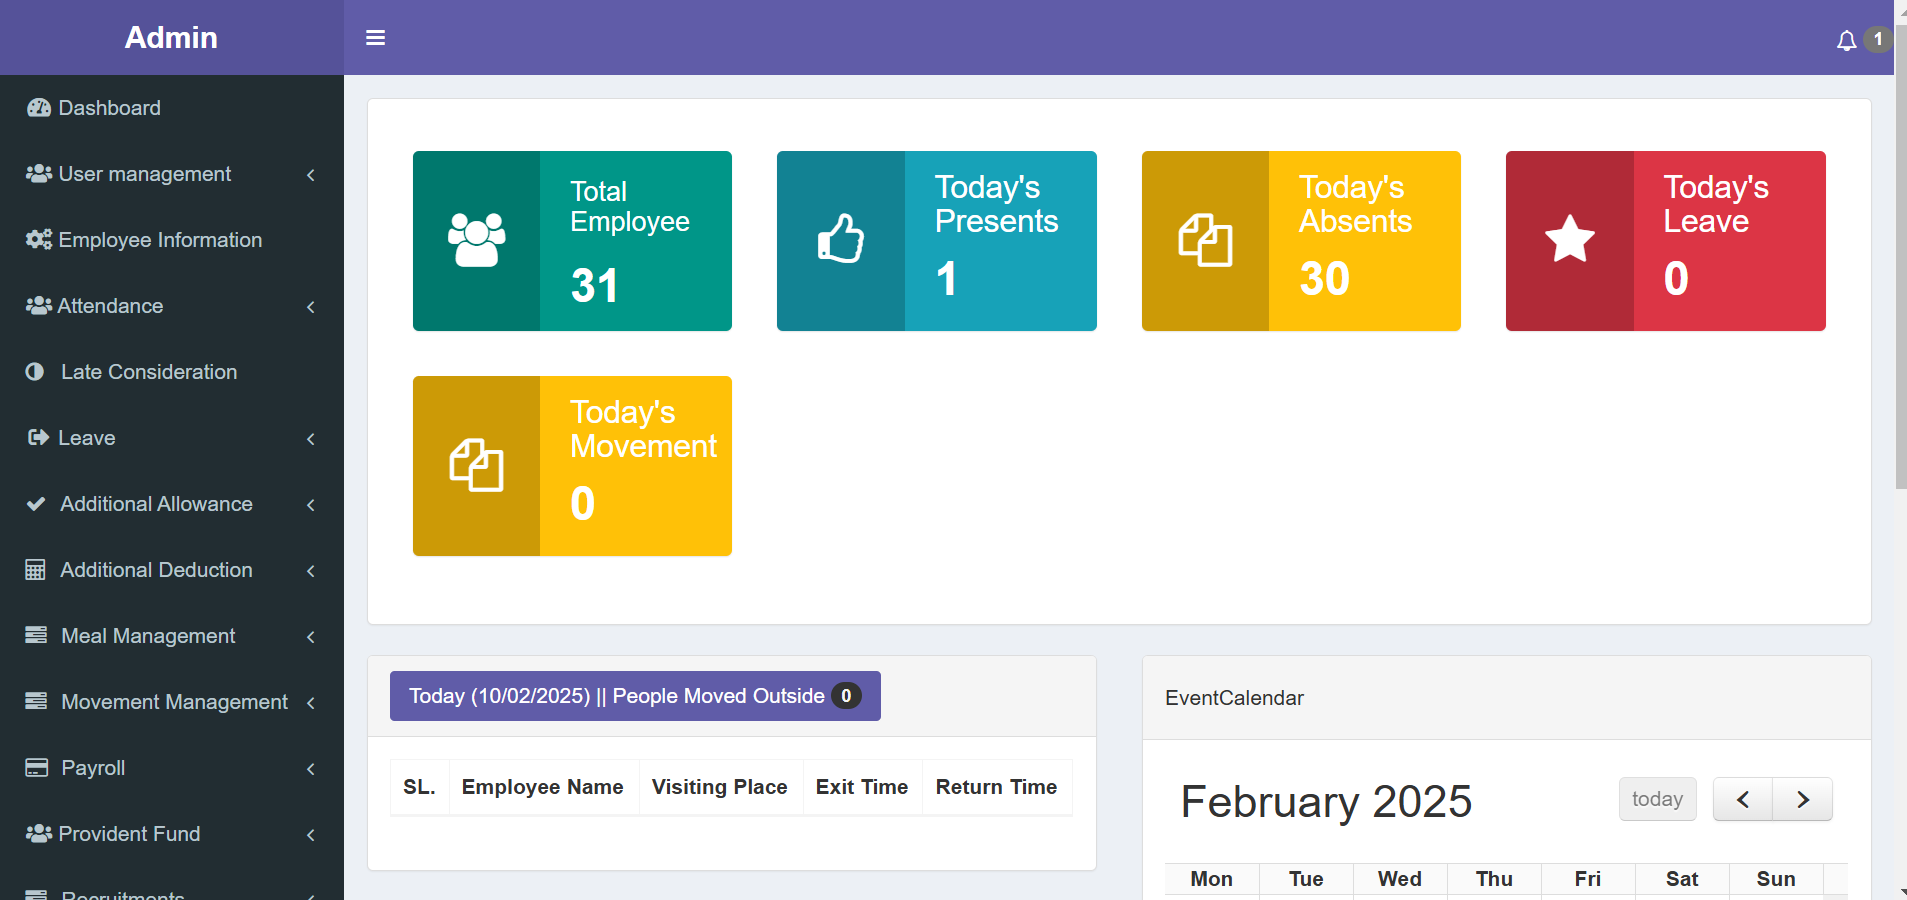 Admin
1
Dashboard
User management
Employee Information
Attendance
Late Consideration
Leave
Additional Allowance
Additional Deduction
Meal Management
Movement Management
Payroll
Provident Fund
Recruitments
Total
Employee
31
Today's
Presents
1
Today's
Absents
30
Today's
Leave
0
Today's
Movement
0
Today (10/02/2025) || People Moved Outside 0
SL. Employee Name Visiting Place Exit Time Return Time
EventCalendar
February 2025
today
Mon Tue Wed Thu Fri Sat Sun